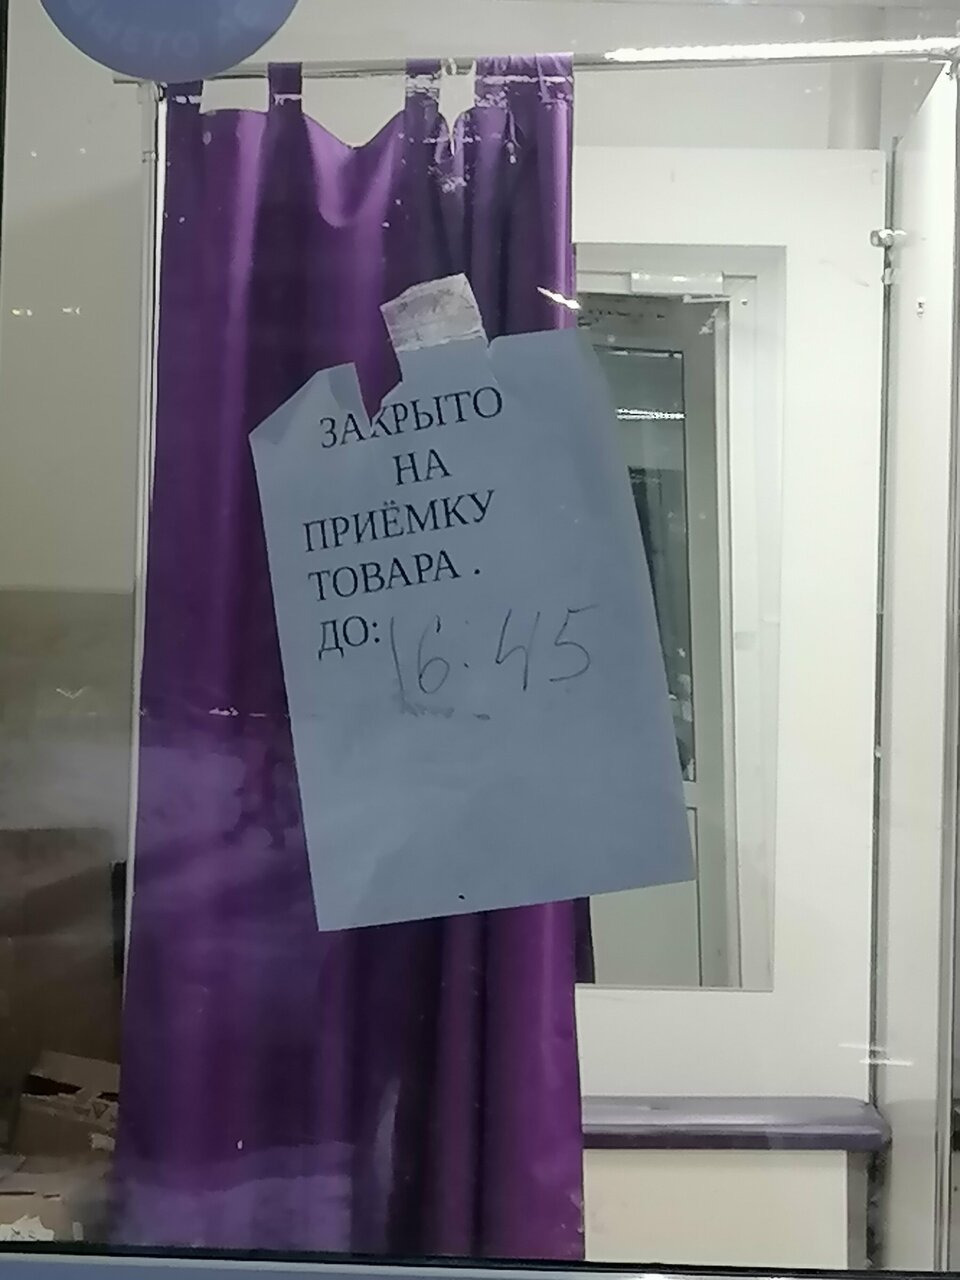 ЗАКРЫТО
НА
ПРИЁМКУ
ТОВАРА .
ДО: 16:45